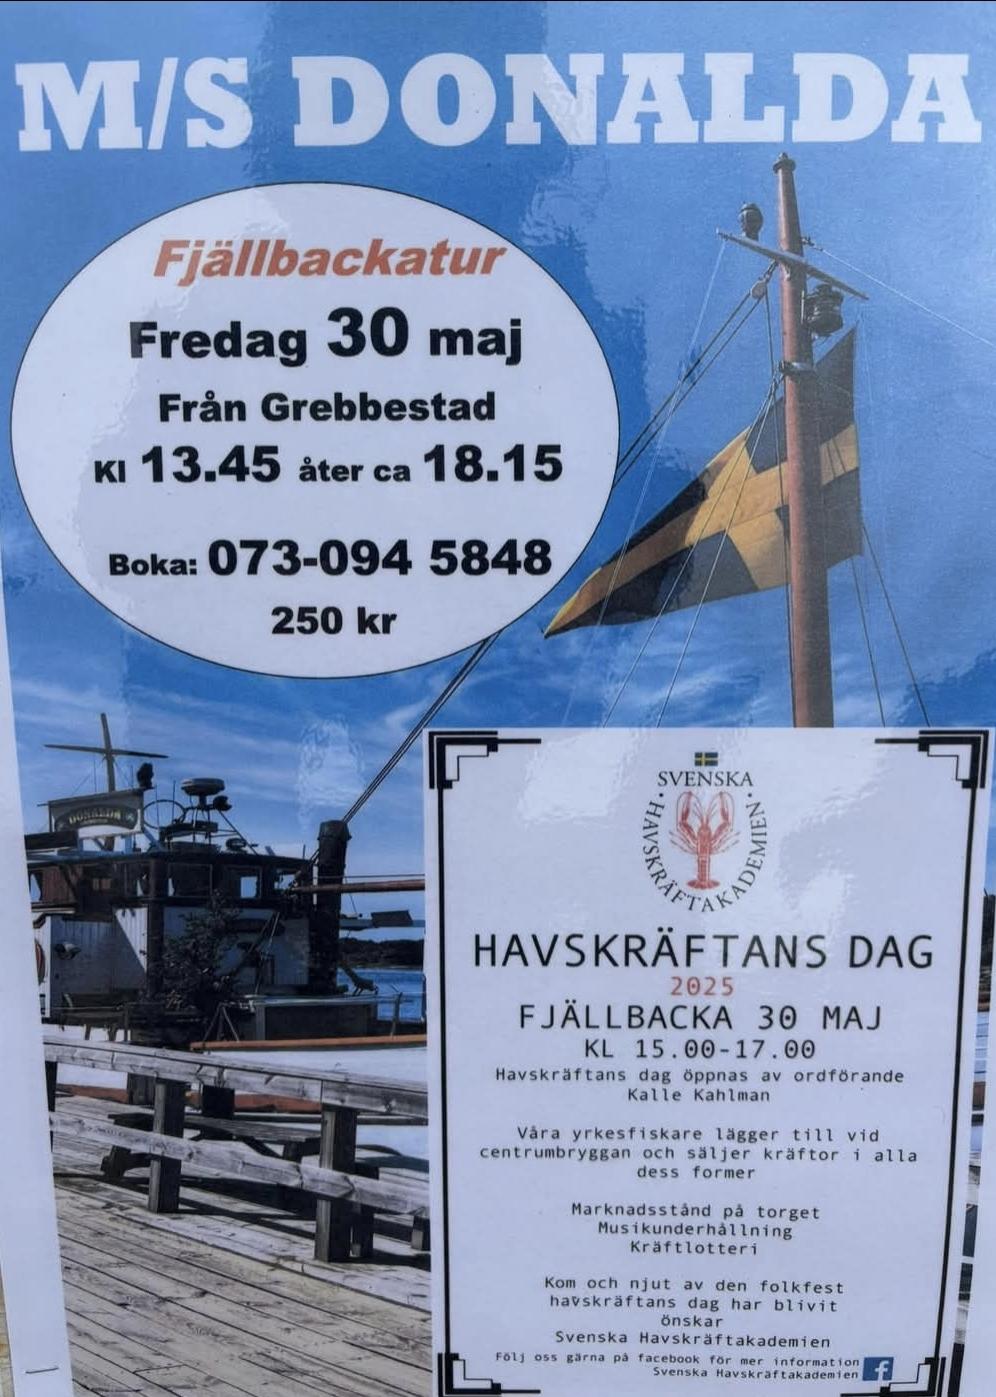 M/S DONALDA
Fjällbackatur
Fredag 30 maj
Från Grebbestad
Kl 13.45 åter ca 18.15
Boka: 073-094 5848
250 kr
DONALDA
SVENSKA
· HAVSKRÄFTAKADEMIEN ·
HAVSKRÄFTANS DAG
2025
FJÄLLBACKA 30 MAJ
KL 15.00-17.00
Havskräftans dag öppnas av ordförande
Kalle Kahlman
Våra yrkesfiskare lägger till vid
centrumbryggan och säljer kräftor i alla
dess former
Marknadsstånd på torget
Musikunderhållning
Kräftlotteri
Kom och njut av den folkfest
havskräftans dag har blivit
önskar
Svenska Havskräftakademien
Följ oss gärna på facebook för mer information
Svenska Havskräftakademien